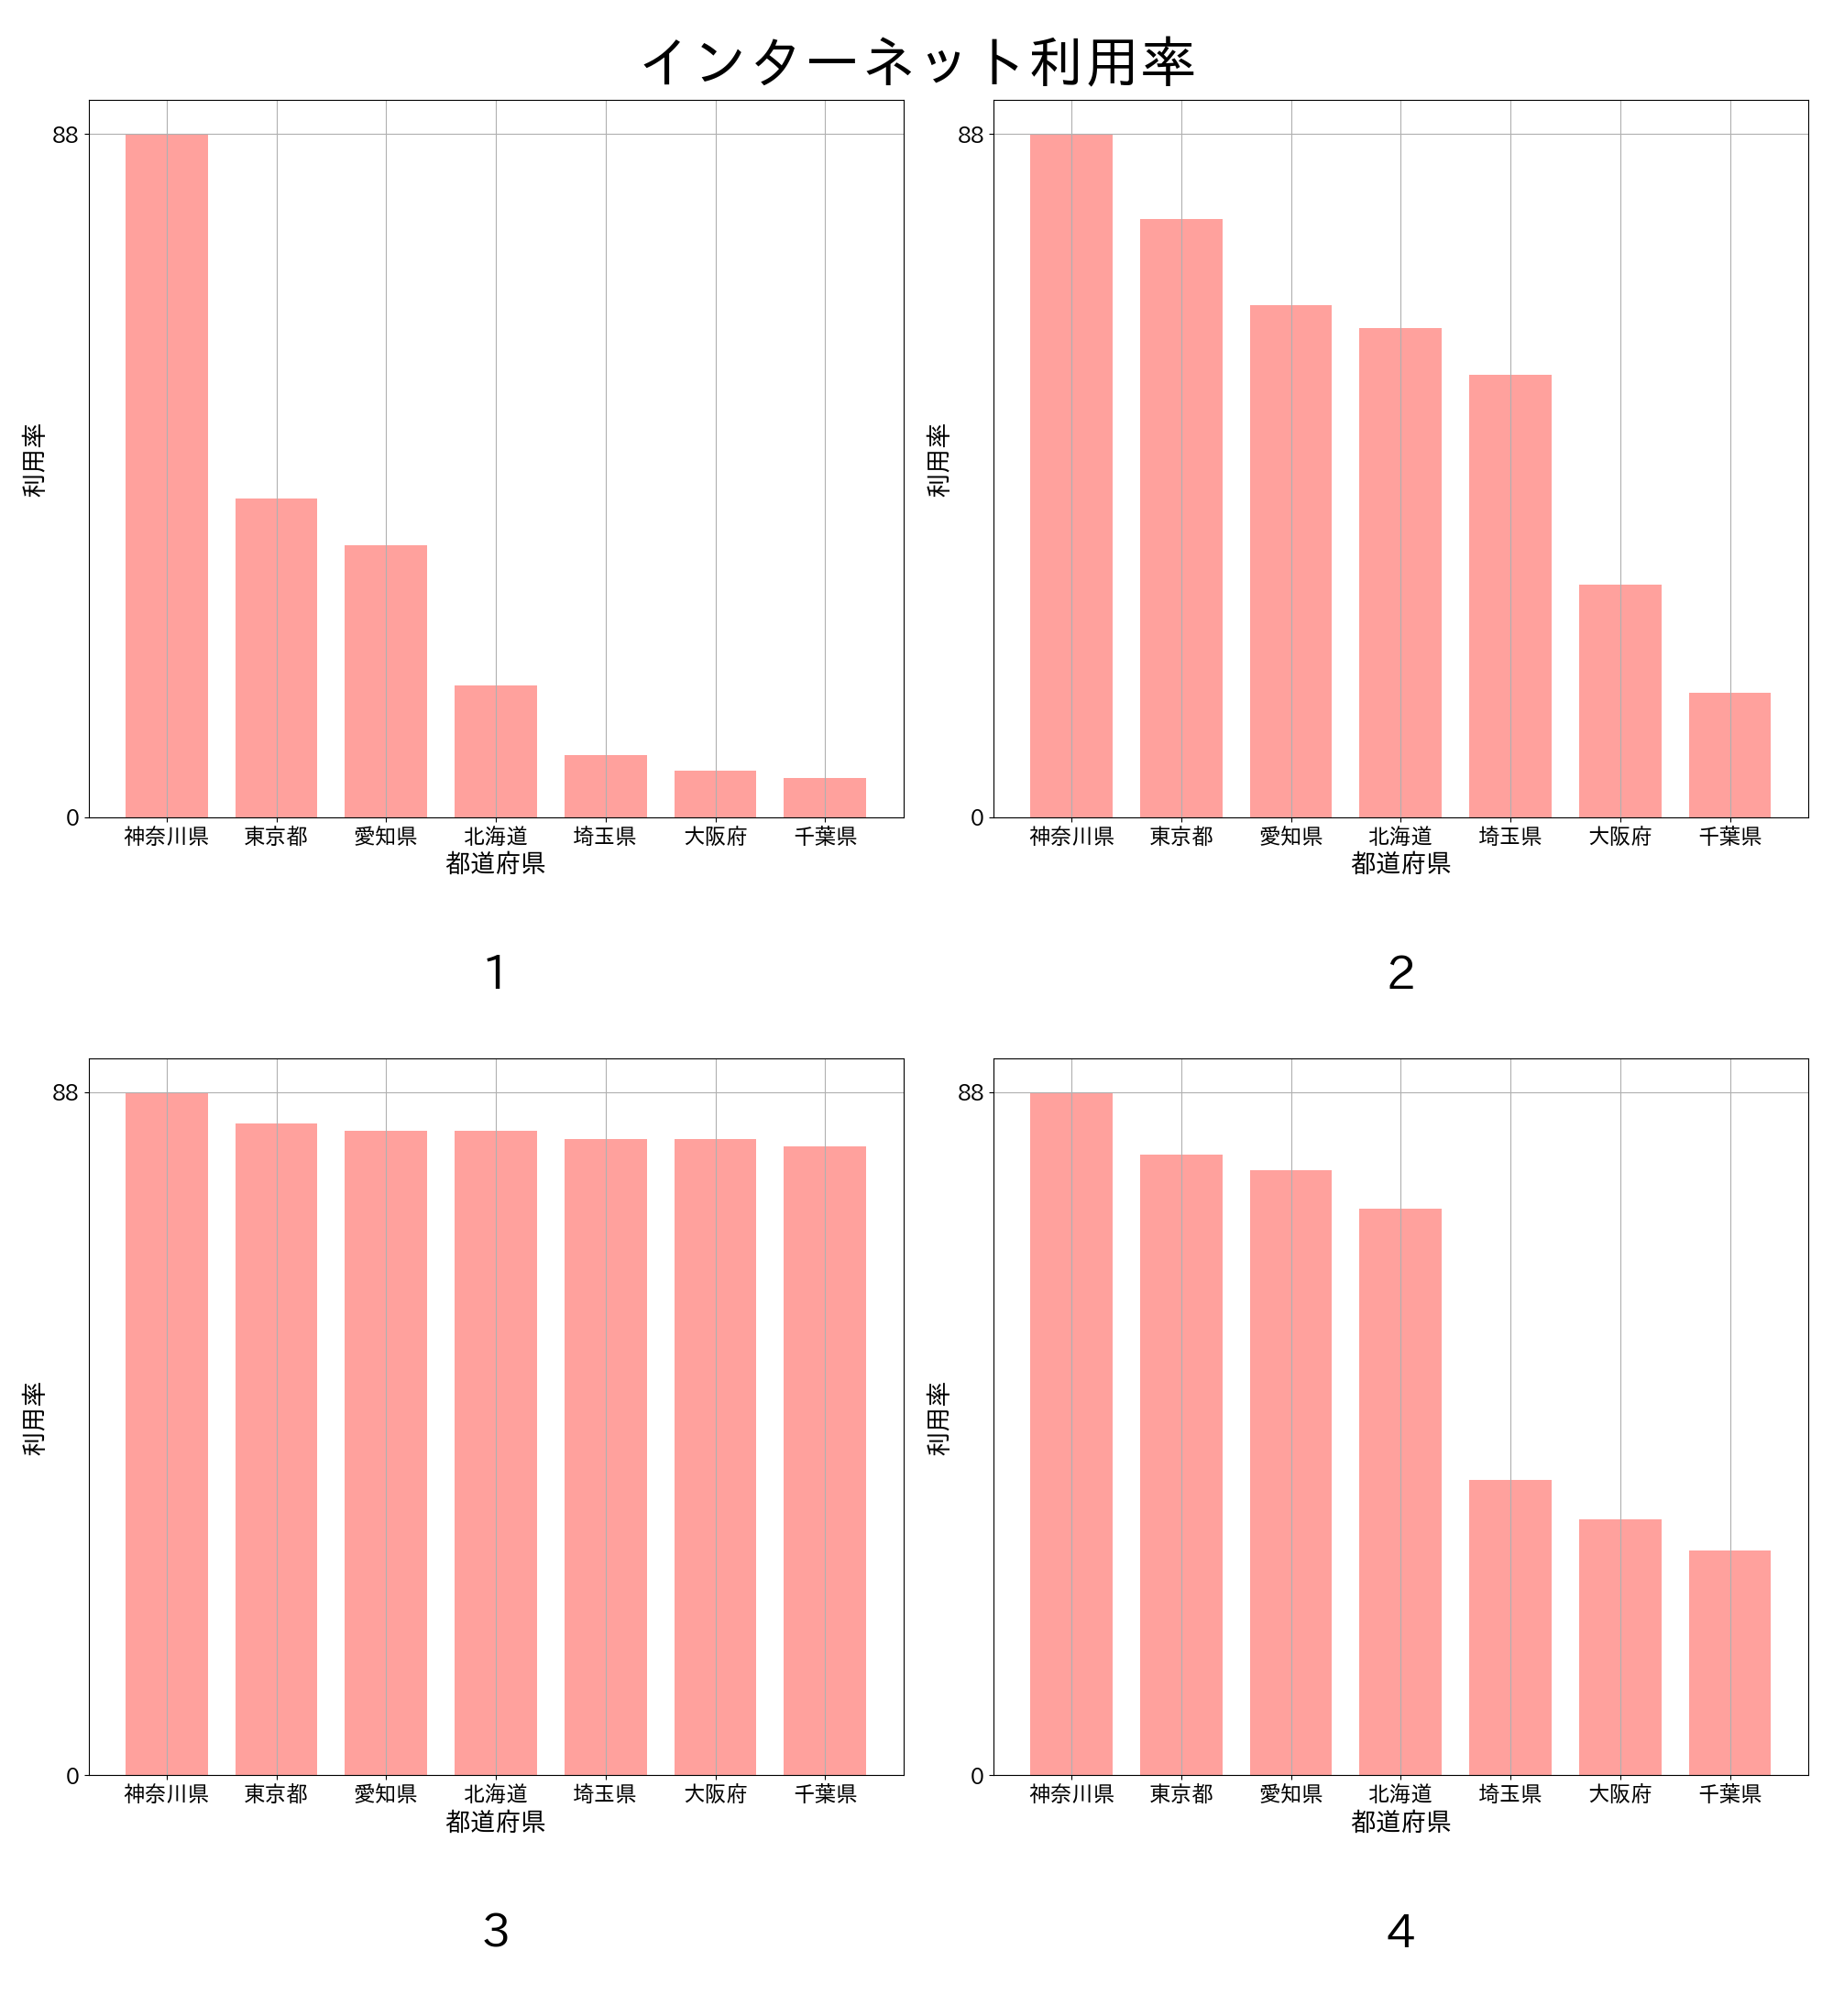 インターネット利用率
88
0
利用率
神奈川県 東京都 愛知県 北海道 埼玉県 大阪府 千葉県
都道府県
1
88
0
利用率
神奈川県 東京都 愛知県 北海道 埼玉県 大阪府 千葉県
都道府県
2
88
0
利用率
神奈川県 東京都 愛知県 北海道 埼玉県 大阪府 千葉県
都道府県
3
88
0
利用率
神奈川県 東京都 愛知県 北海道 埼玉県 大阪府 千葉県
都道府県
4